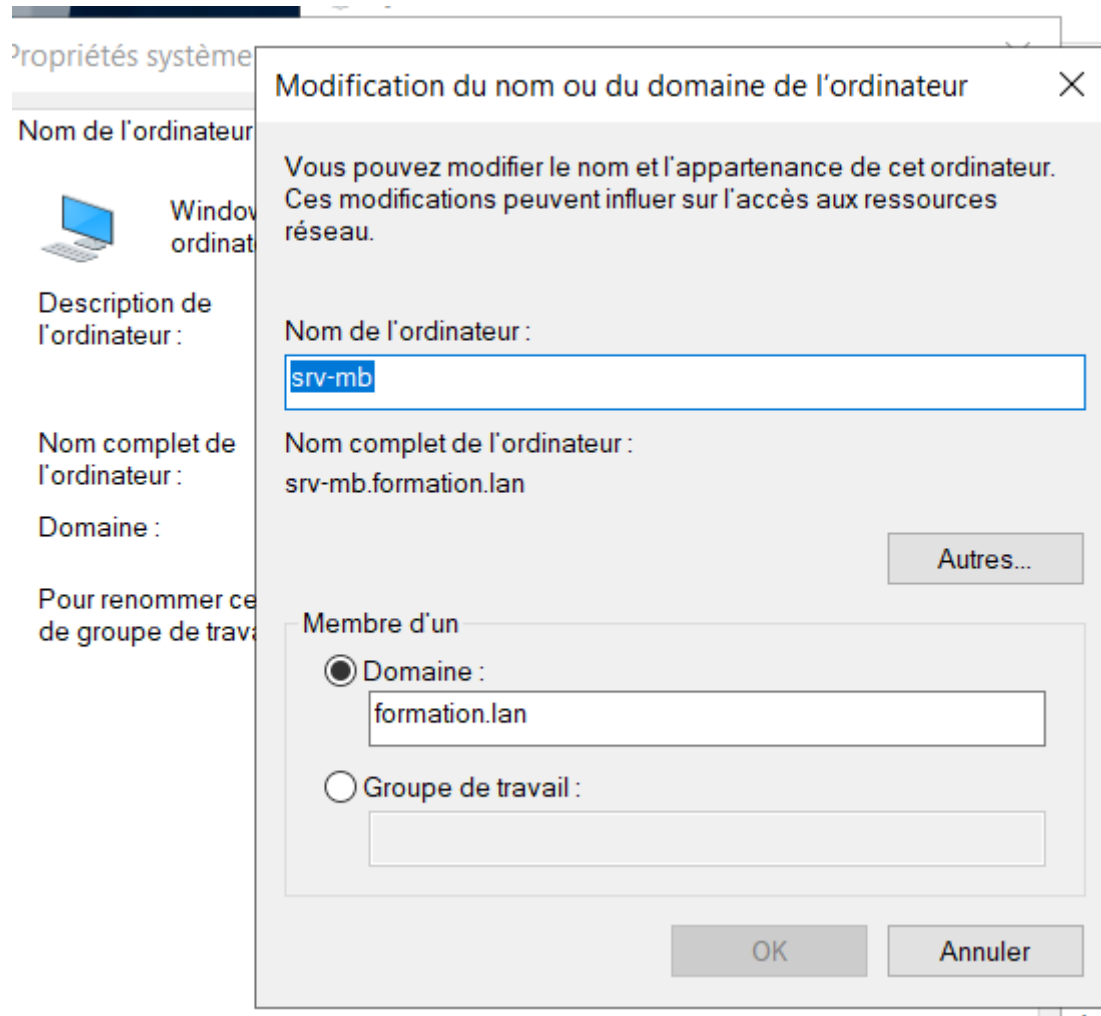 Propriétés système
Modification du nom ou du domaine de l'ordinateur
Nom de l'ordinateur
Vous pouvez modifier le nom et l'appartenance de cet ordinateur.
Ces modifications peuvent influer sur l'accès aux ressources
réseau.
Description de
l'ordinateur :
Nom de l'ordinateur :
srv-mb
Nom complet de
l'ordinateur :
Nom complet de l'ordinateur :
srv-mb.formation.lan
Domaine :
Autres...
Pour renommer ce
de groupe de
Membre d'un
Domaine :
formation.lan
Groupe de travail :
OK
Annuler